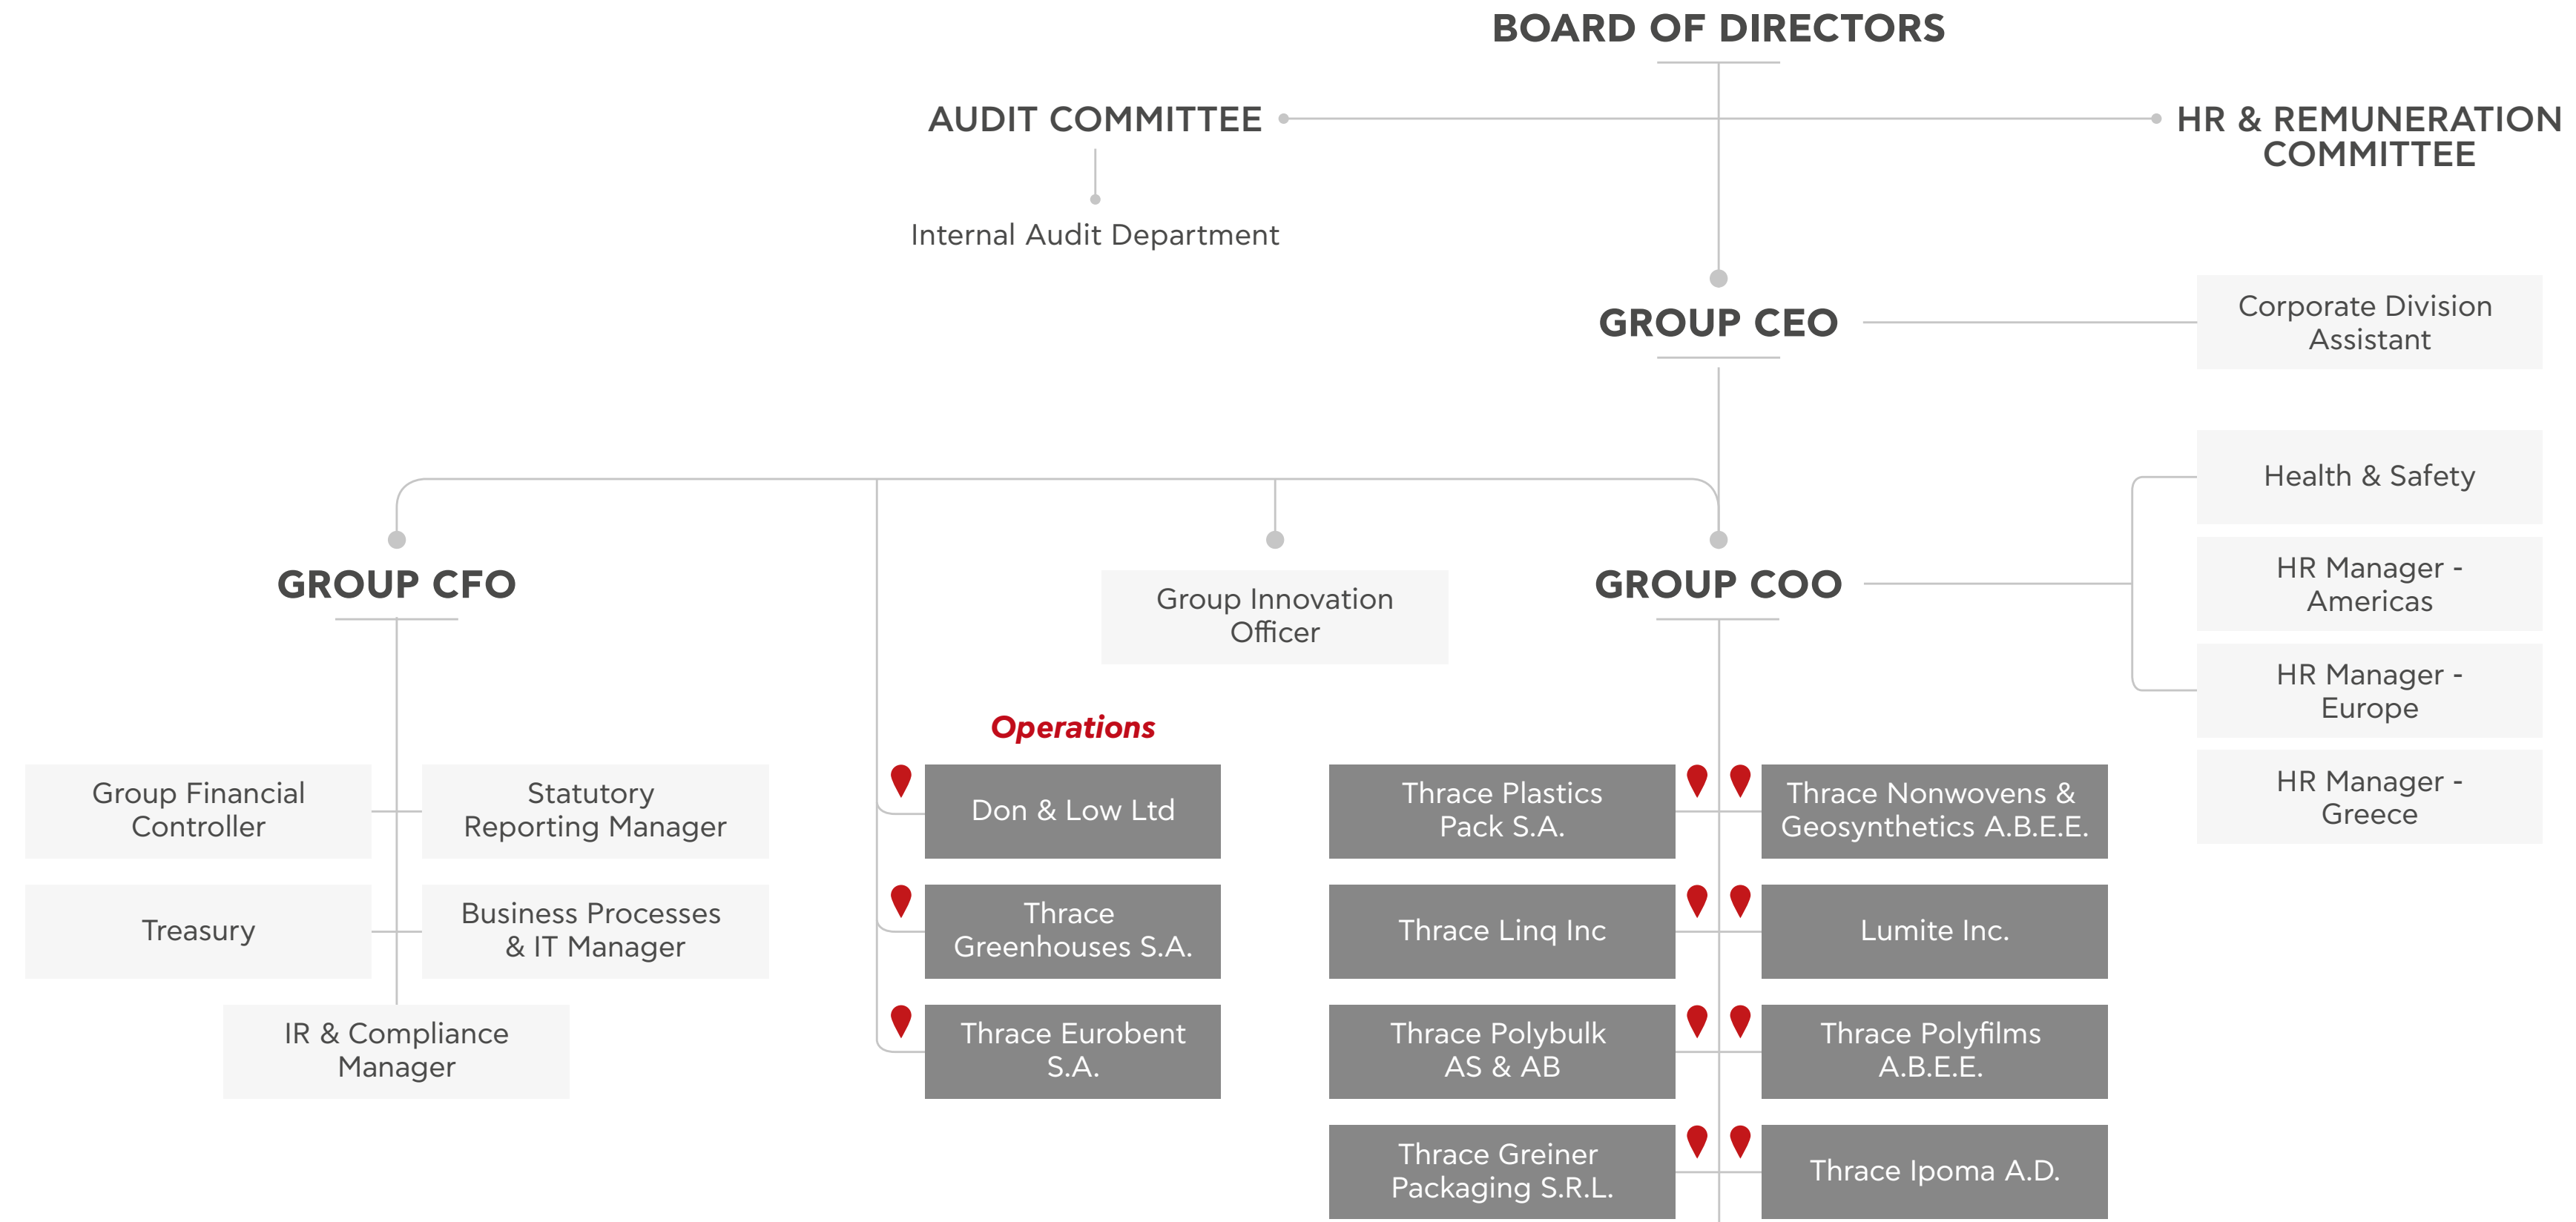 BOARD OF DIRECTORS
AUDIT COMMITTEE
HR & REMUNERATION
COMMITTEE
Internal Audit Department
GROUP CEO
Corporate Division
Assistant
GROUP CFO
Group Innovation
Officer
GROUP COO
Health & Safety
HR Manager -
Americas
HR Manager -
Europe
HR Manager -
Greece
Group Financial
Controller
Statutory
Reporting Manager
Treasury
Business Processes
& IT Manager
IR & Compliance
Manager
Operations
Don & Low Ltd
Thrace
Greenhouses S.A.
Thrace Eurobent
S.A.
Thrace Plastics
Pack S.A.
Thrace Nonwovens &
Geosynthetics A.B.E.E.
Thrace Linq Inc
Lumite Inc.
Thrace Polybulk
AS & AB
Thrace Polyfilms
A.B.E.E.
Thrace Greiner
Packaging S.R.L.
Thrace Ipoma A.D.